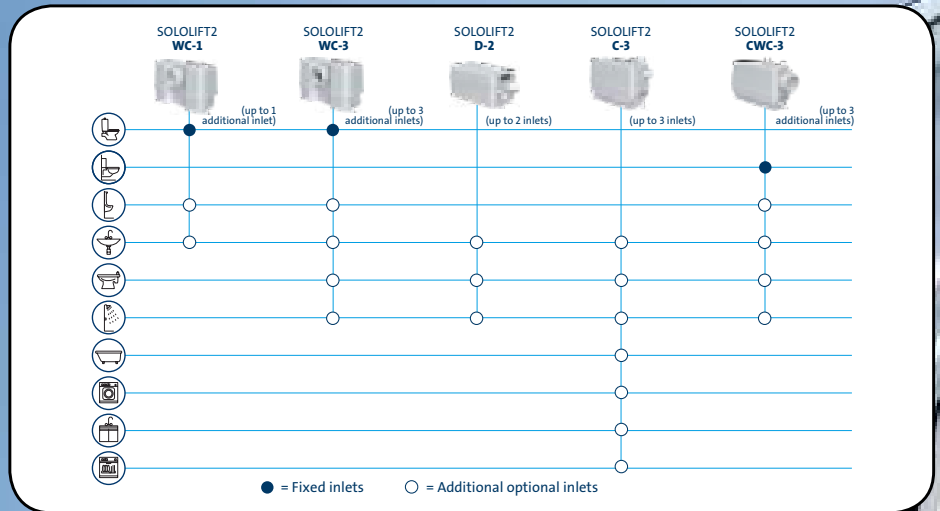 SOLOLIFT2
WC-1
SOLOLIFT2
WC-3
SOLOLIFT2
D-2
SOLOLIFT2
C-3
SOLOLIFT2
CWC-3
(up to 1
additional inlet)
(up to 3
additional inlets)
(up to 2 inlets)
(up to 3 inlets)
(up to 3
additional inlets)
= Fixed inlets
= Additional optional inlets